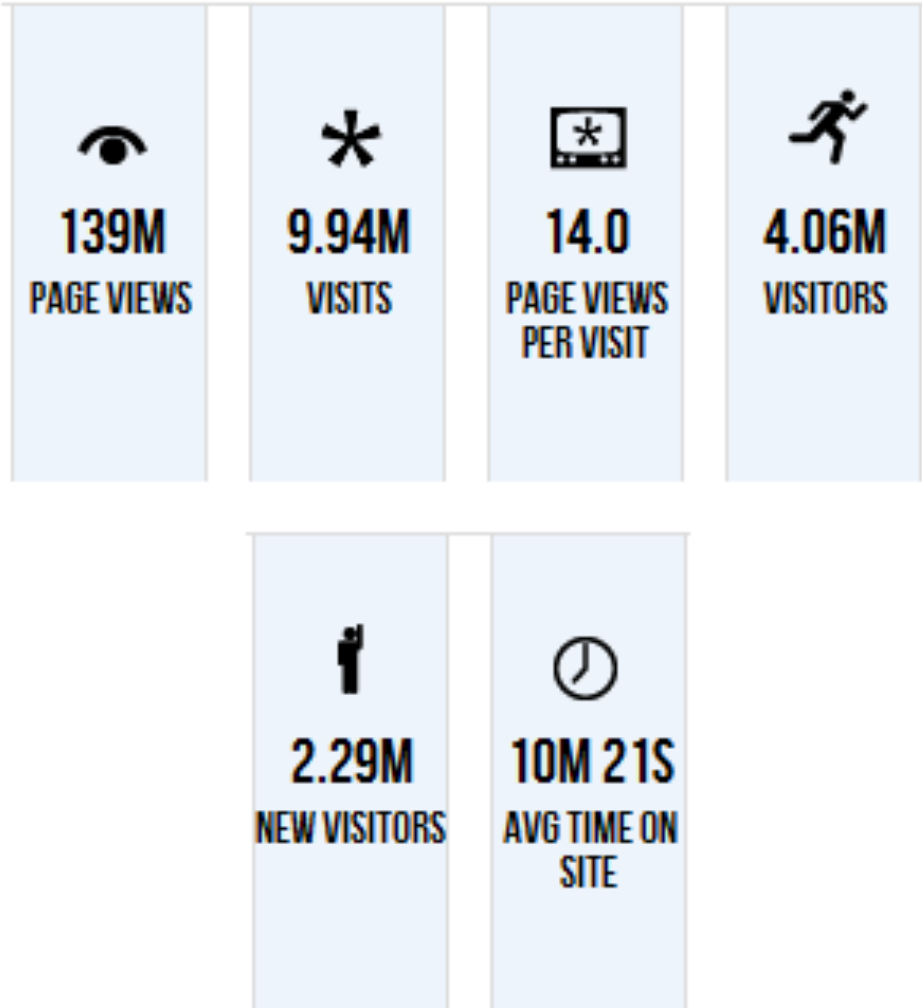 139M
PAGE VIEWS
9.94M
VISITS
14.0
PAGE VIEWS
PER VISIT
4.06M
VISITORS
2.29M
NEW VISITORS
10M 21S
AVG TIME ON
SITE